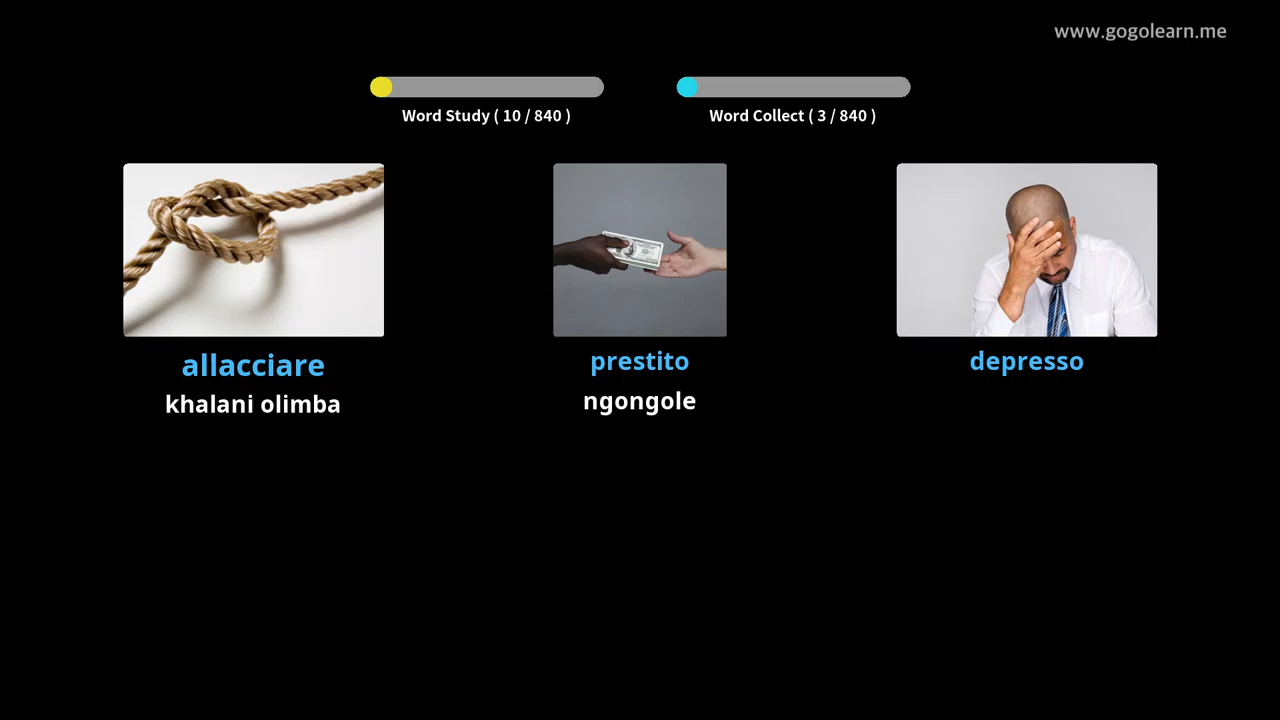 www.gogolearn.me
Word Study ( 10 / 840 )
Word Collect ( 3 / 840 )
allacciare
khalani olimba
prestito
ngongole
depresso